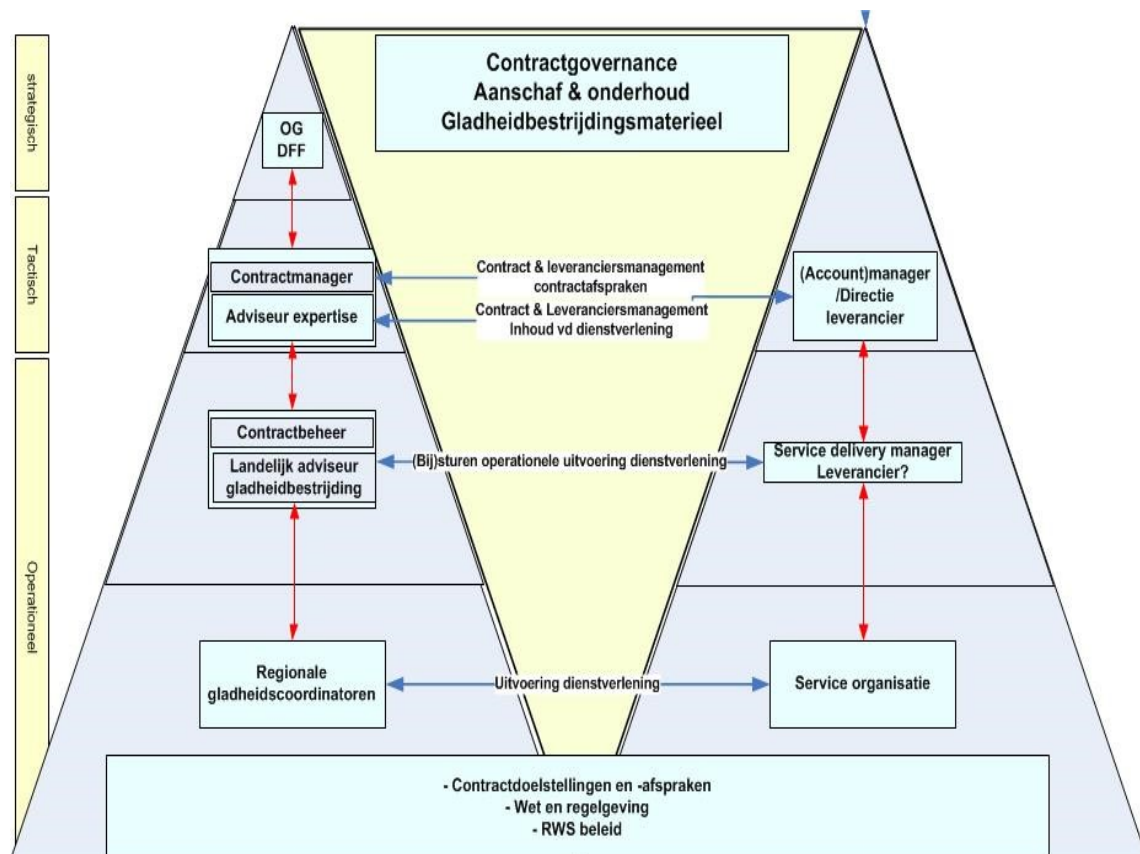 Contractgovernance
Aanschaf & onderhoud
Gladheidbestrijdingsmaterieel
strategisch
OG
DFF
Tactisch
Contractmanager
Adviseur expertise
Contract & leveranciersmanagement
contractafspraken
Contract & Leveranciersmanagement
Inhoud vd dienstverlening
(Account)manager
/Directie
leverancier
Operationeel
Contractbeheer
Landelijk adviseur
gladheidbestrijding
(Bij)sturen operationele uitvoering dienstverlening
Service delivery manager
Leverancier?
Regionale
gladheidscoordinatoren
Uitvoering dienstverlening
Service organisatie
- Contractdoelstellingen en -afspraken
- Wet en regelgeving
- RWS beleid